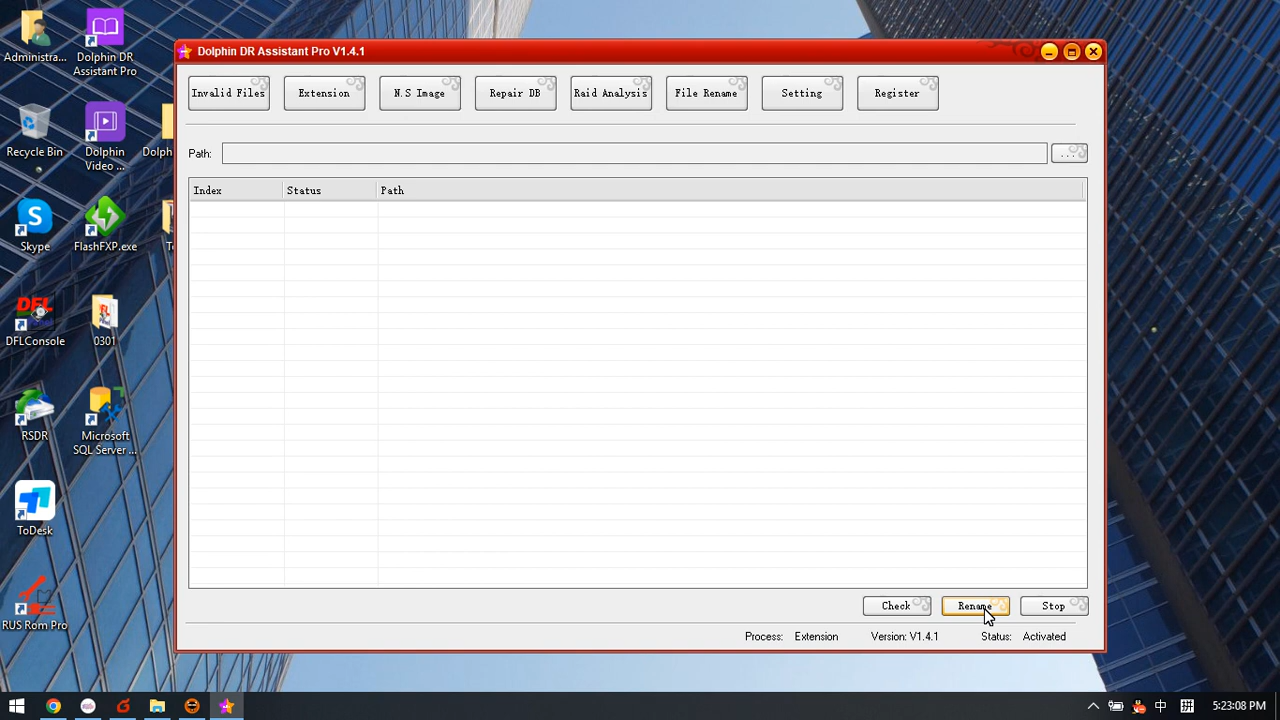 Dolphin DR Assistant Pro V1.4.1
Invalid Files
Extension
N.S Image
Repair DB
Raid Analysis
File Rename
Setting
Register
Path:
...
Index
Status
Path
Check
Rename
Stop
Process: Extension
Version: V1.4.1
Status: Activated
Administra...
Dolphin DR
Assistant Pro
Recycle Bin
Dolphin
Video ...
Dolph
Skype
FlashFXP.exe
DFL
DFLConsole
0301
RSDR
Microsoft
SQL Server ...
ToDesk
RUS Rom Pro
中
拼
5:23:08 PM